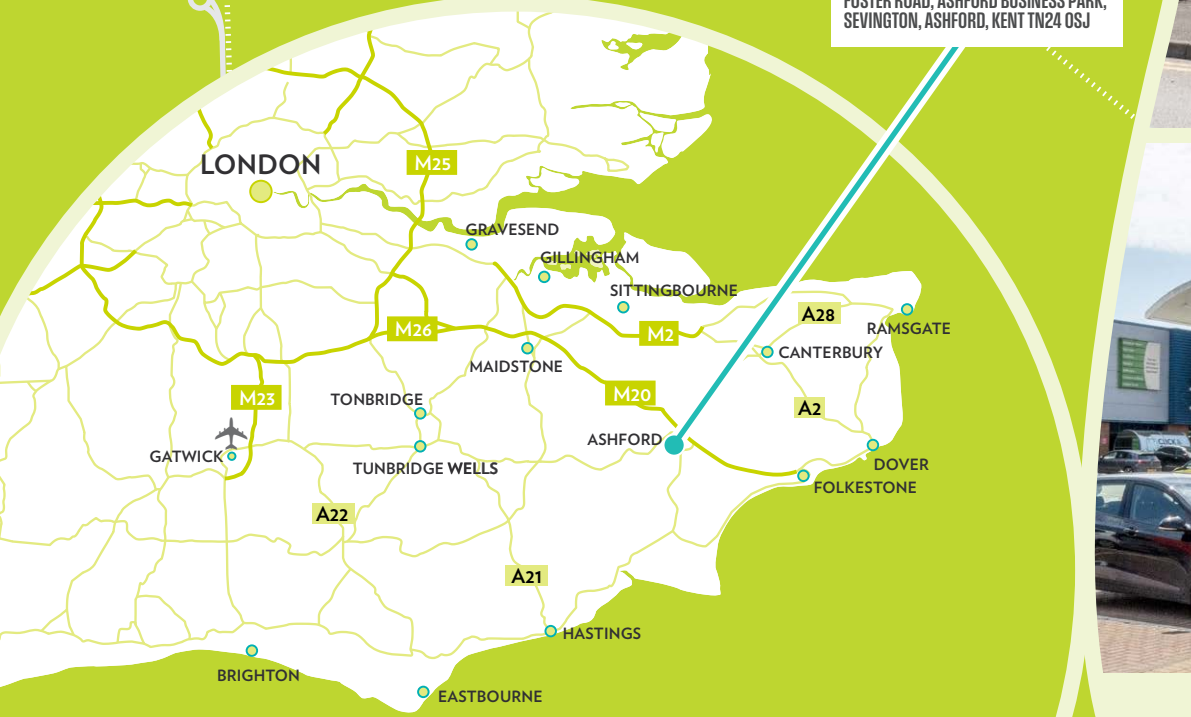 FOSTER ROAD, ASHFORD BUSINESS PARK,
SEVINGTON, ASHFORD, KENT TN24 0SJ
LONDON
M25
GRAVESEND
GILLINGHAM
SITTINGBOURNE
A28
RAMSGATE
M26
M2
CANTERBURY
MAIDSTONE
M23
TONBRIDGE
M20
A2
GATWICK
ASHFORD
TUNBRIDGE WELLS
DOVER
FOLKESTONE
A22
A21
HASTINGS
BRIGHTON
EASTBOURNE